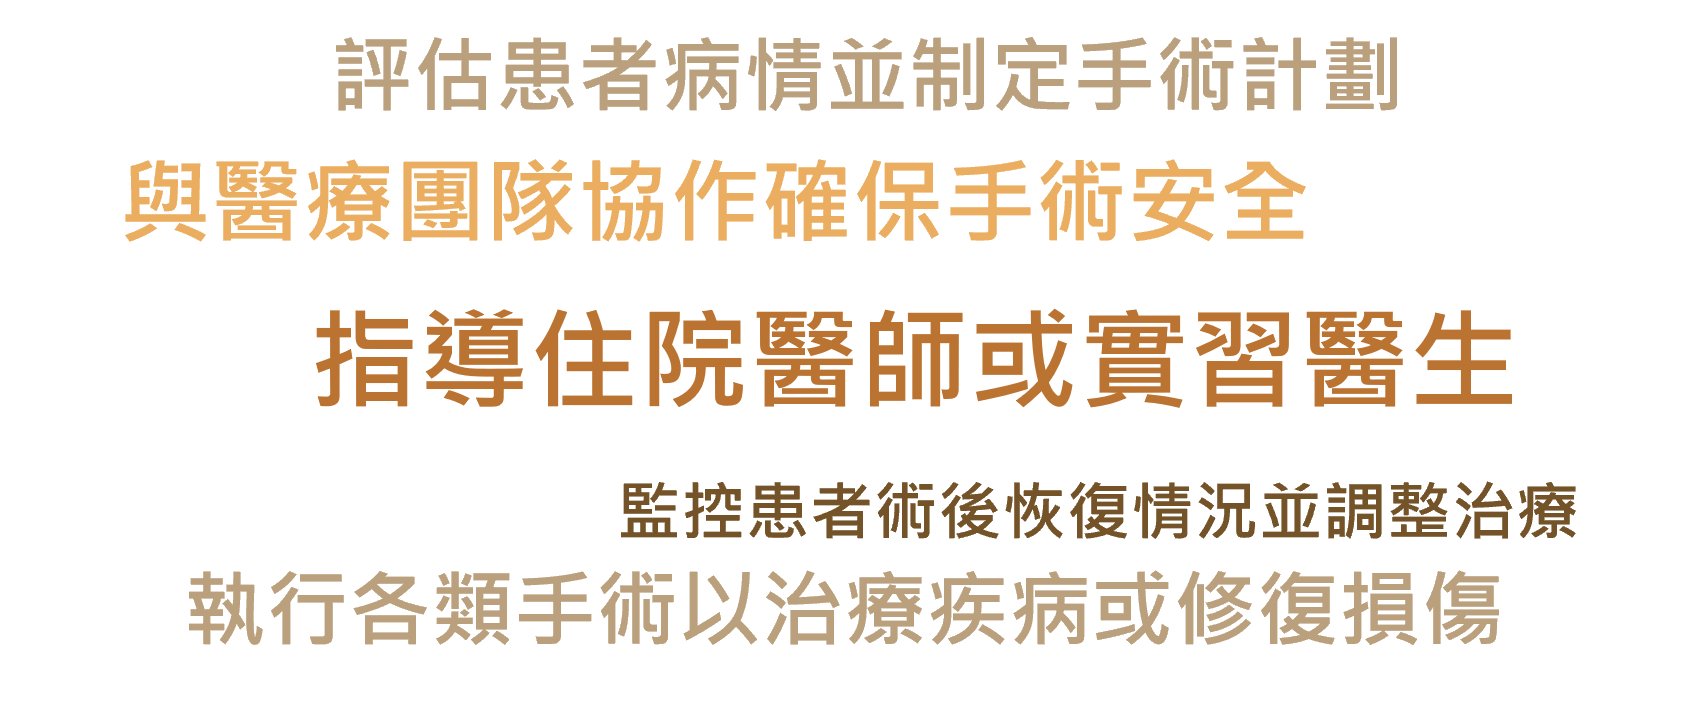 評估患者病情並制定手術計劃
與醫療團隊協作確保手術安全
指導住院醫師或實習醫生
監控患者術後恢復情況並調整治療
執行各類手術以治療疾病或修復損傷